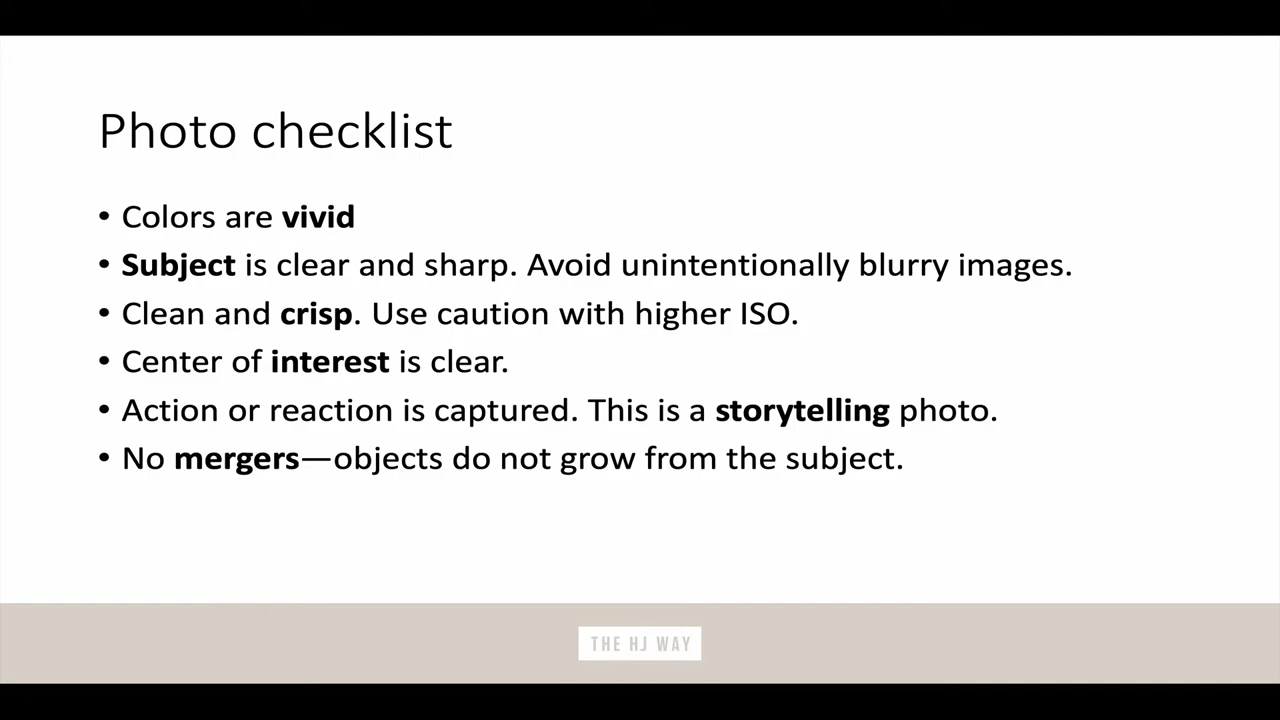 Photo checklist
• Colors are vivid
• Subject is clear and sharp. Avoid unintentionally blurry images.
• Clean and crisp. Use caution with higher ISO.
• Center of interest is clear.
• Action or reaction is captured. This is a storytelling photo.
• No mergers—objects do not grow from the subject.
THE HJ WAY